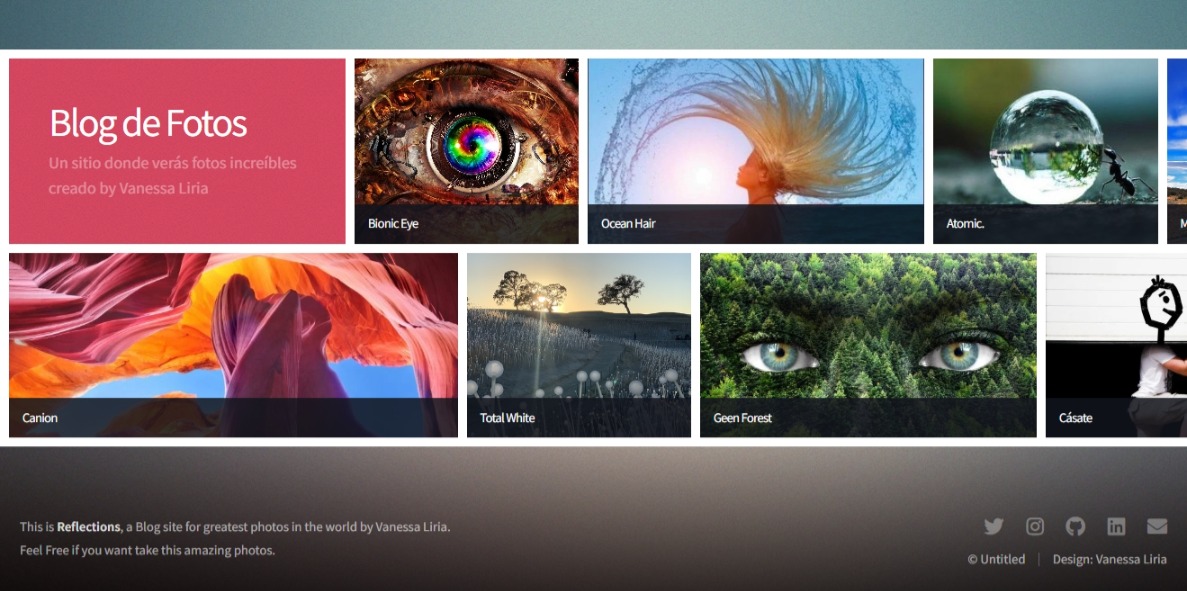 Blog de Fotos
Un sitio donde verás fotos increíbles
creado by Vanessa Liria
Bionic Eye
Ocean Hair
Atomic.
M
Canion
Total White
Geen Forest
Cásate
This is Reflections, a Blog site for greatest photos in the world by Vanessa Liria.
Feel Free if you want take this amazing photos.
© Untitled | Design: Vanessa Liria